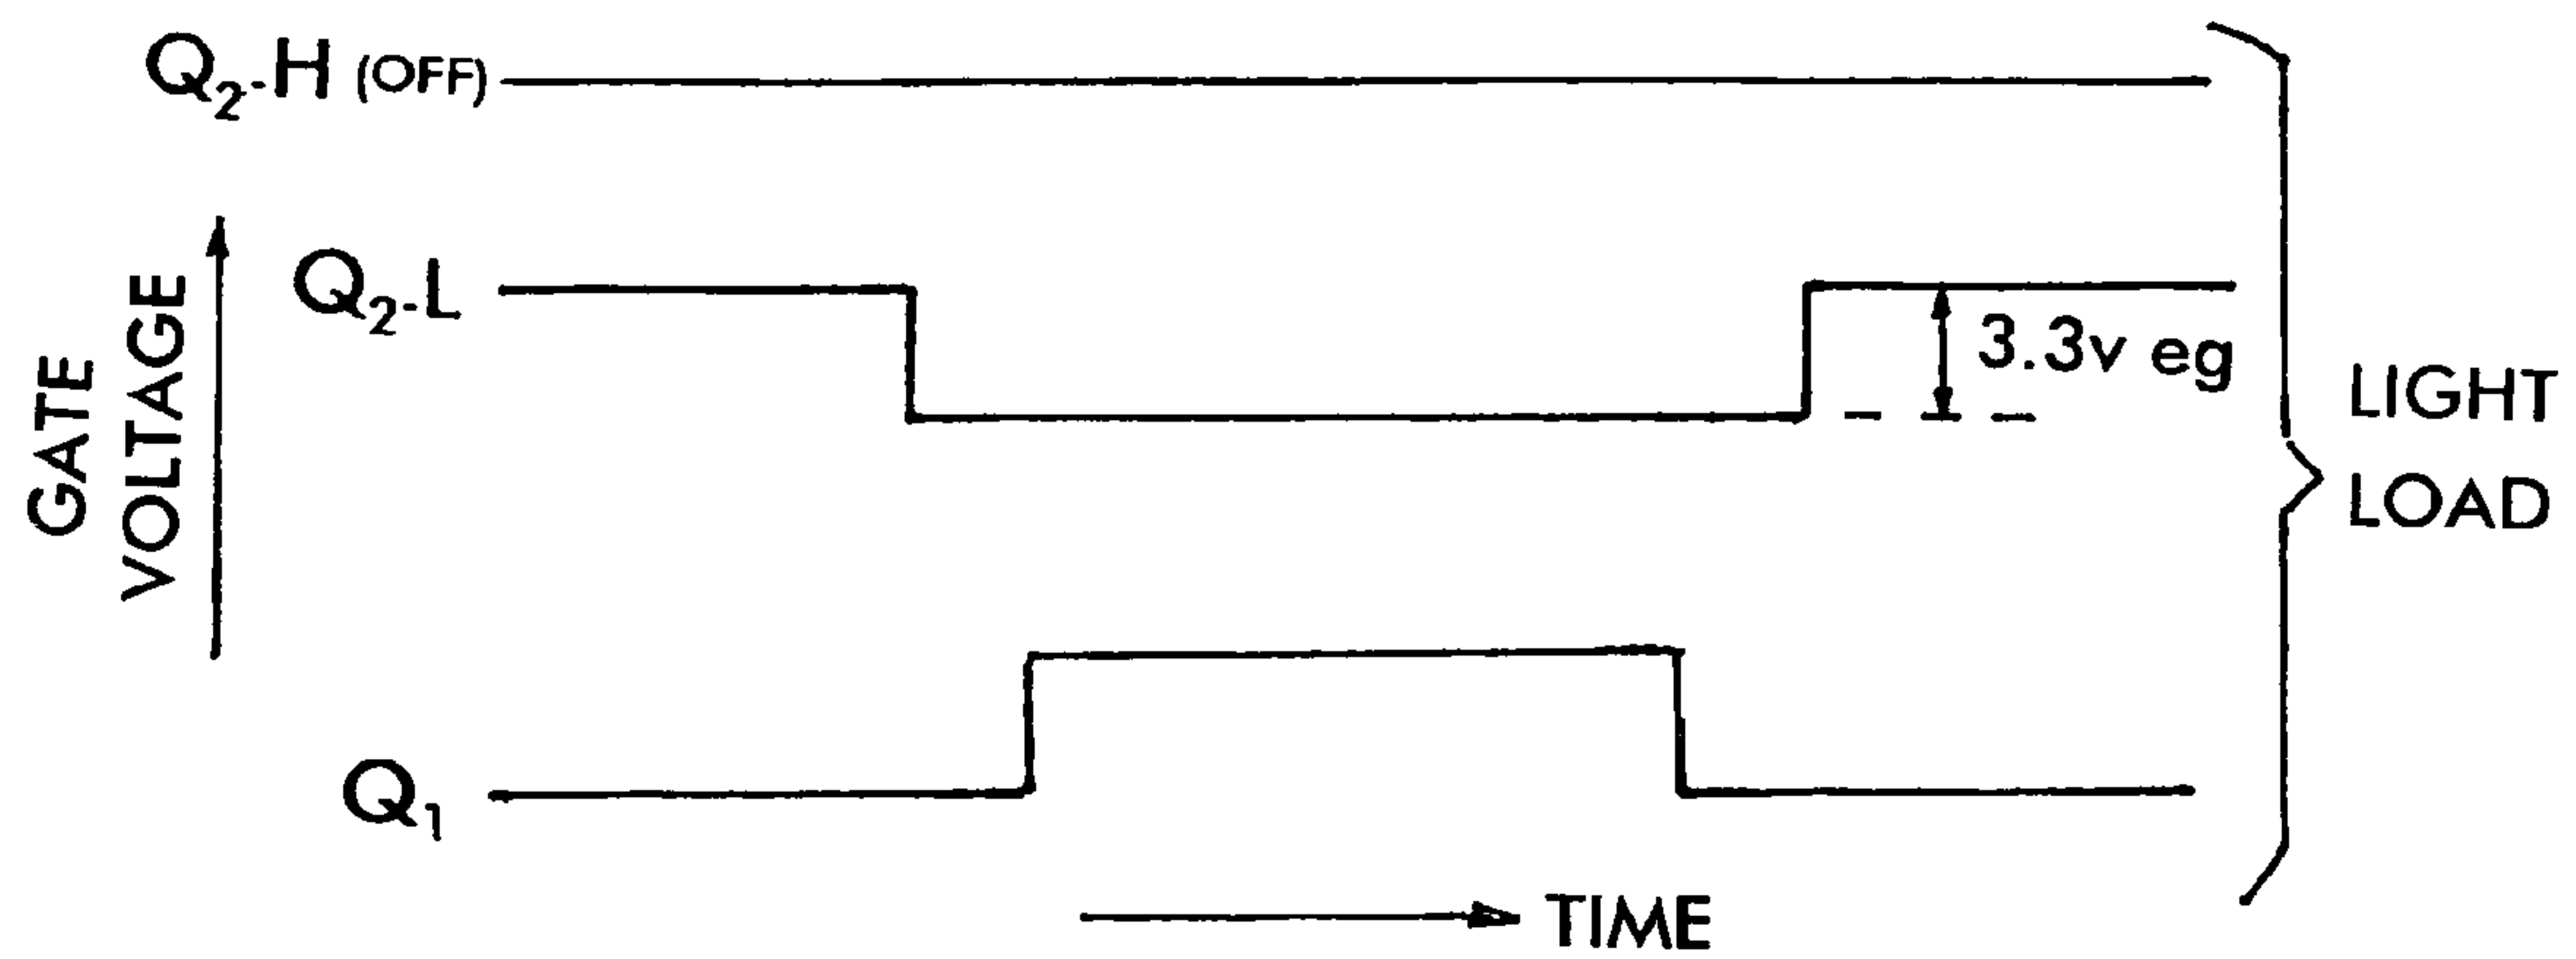 Q2-H (OFF)
GATE
VOLTAGE
Q2-L
3.3v eg
LIGHT
LOAD
Q1
TIME